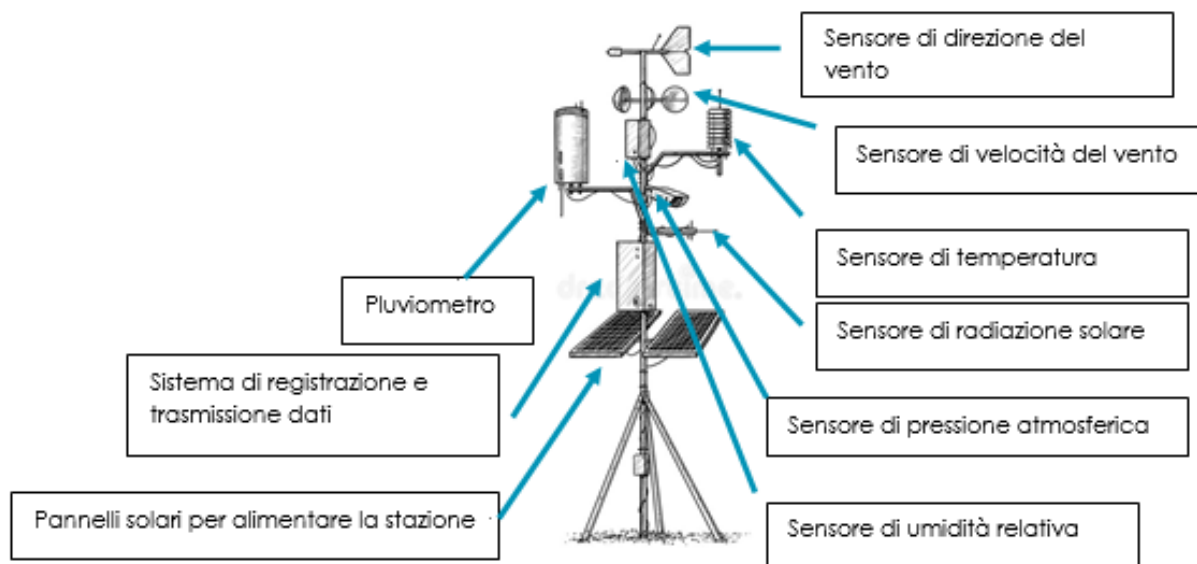 Sensore di direzione del
vento
Sensore di velocità del vento
Sensore di temperatura
Pluviometro
Sensore di radiazione solare
Sistema di registrazione e
trasmissione dati
Sensore di pressione atmosferica
Pannelli solari per alimentare la stazione
Sensore di umidità relativa